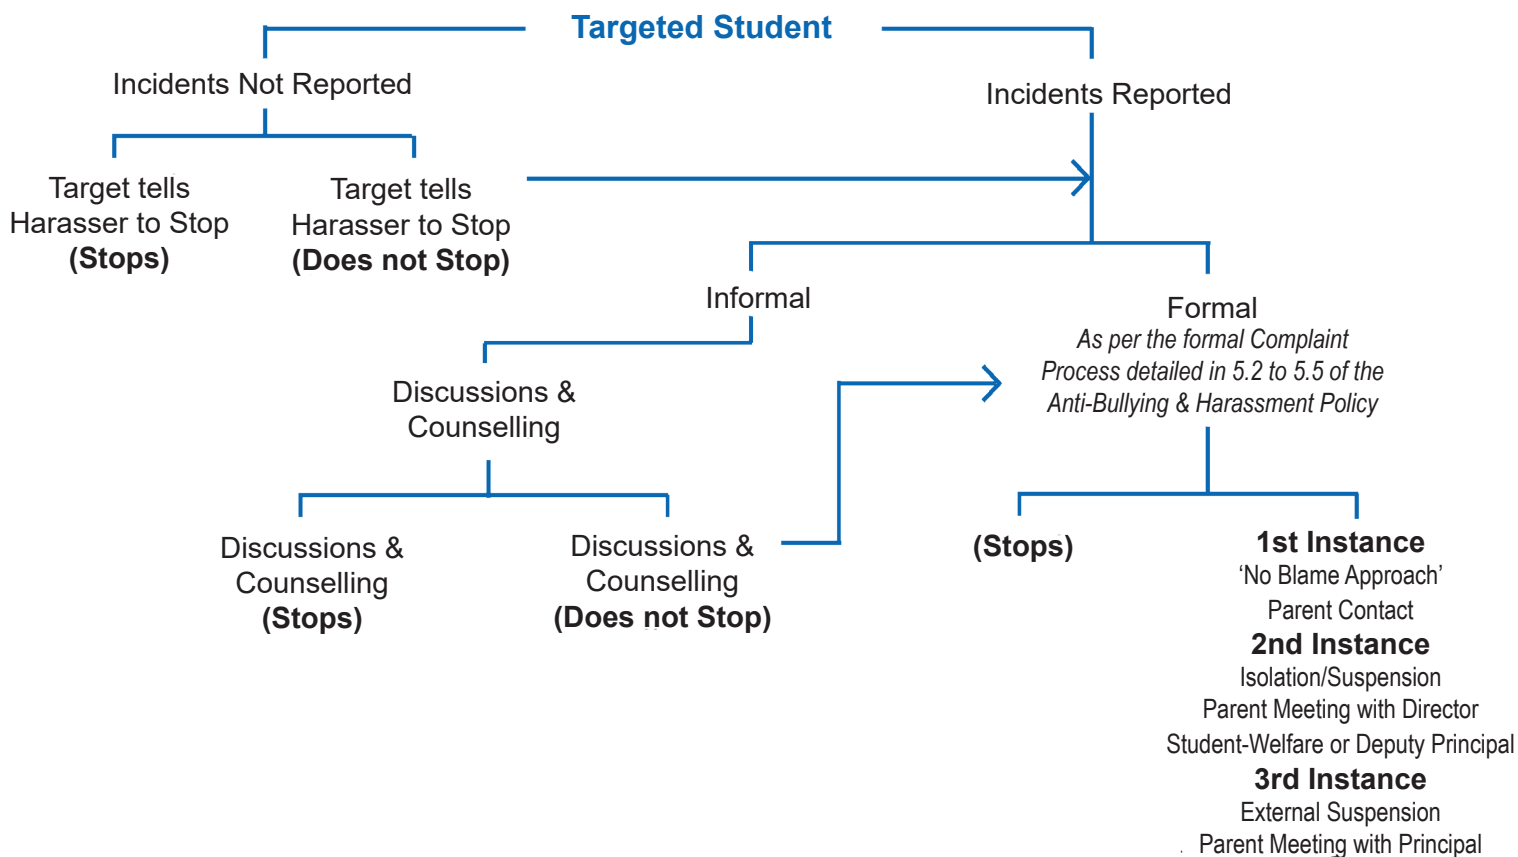 Targeted Student
Incidents Not Reported
Incidents Reported
Target tells
Harasser to Stop
(Stops)
Target tells
Harasser to Stop
(Does not Stop)
Informal
Formal
As per the formal Complaint
Process detailed in 5.2 to 5.5 of the
Anti-Bullying & Harassment Policy
Discussions &
Counselling
Discussions &
Counselling
(Stops)
Discussions &
Counselling
(Does not Stop)
(Stops)
1st Instance
‘No Blame Approach’
Parent Contact
2nd Instance
Isolation/Suspension
Parent Meeting with Director
Student-Welfare or Deputy Principal
3rd Instance
External Suspension
Parent Meeting with Principal